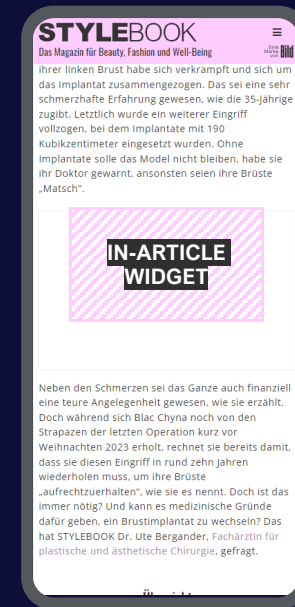 STYLEBOOK
Das Magazin für Beauty, Fashion und Well-Being
Eine
Marke
von Bild
ihrer linken Brust habe sich verkrampft und sich um
das Implantat zusammengezogen. Das sei eine sehr
schmerzhafte Erfahrung gewesen, wie die 35-Jährige
zugibt. Letztlich wurde ein weiterer Eingriff
vollzogen, bei dem Implantate mit 190
Kubikzentimeter eingesetzt wurden. Ohne
Implantate solle das Model nicht bleiben, habe sie
ihr Doktor gewarnt, ansonsten seien ihre Brüste
„Matsch“.
IN-ARTICLE
WIDGET
Neben den Schmerzen sei das Ganze auch finanziell
eine teure Angelegenheit gewesen, wie sie erzählt.
Doch während sich Blac Chyna noch von den
Strapazen der letzten Operation kurz vor
Weihnachten 2023 erholt, rechnet sie bereits damit,
dass sie diesen Eingriff in rund zehn Jahren
wiederholen muss, um ihre Brüste
„aufrechtzuerhalten“, wie sie es nennt. Doch ist das
immer nötig? Und kann es medizinische Gründe
dafür geben, ein Brustimplantat zu wechseln? Das
hat STYLEBOOK Dr. Ute Bergander, Fachärztin für
plastische und ästhetische Chirurgie, gefragt.